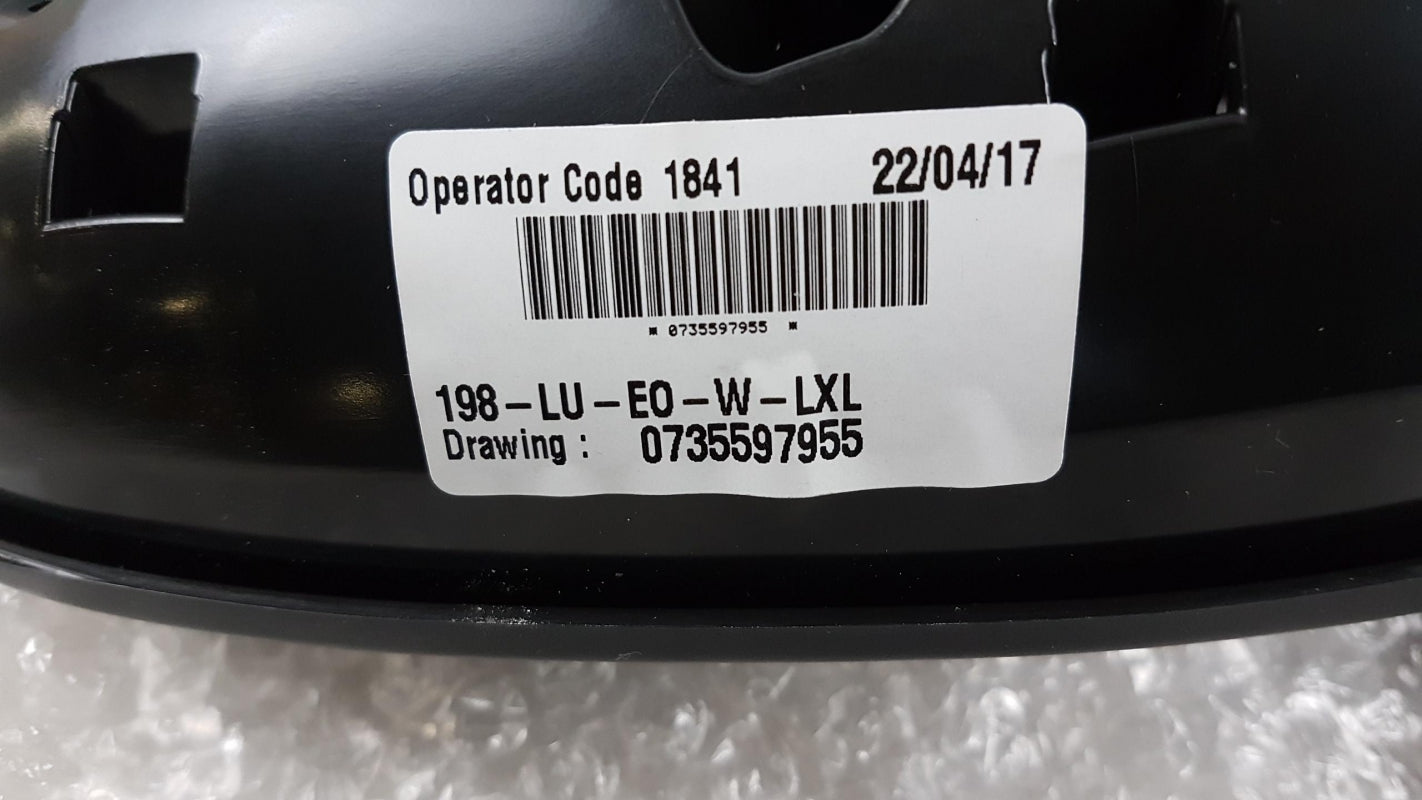 Operator Code 1841 22/04/17
* 0735597955 *
198-LU-EO-W-LXL
Drawing : 0735597955